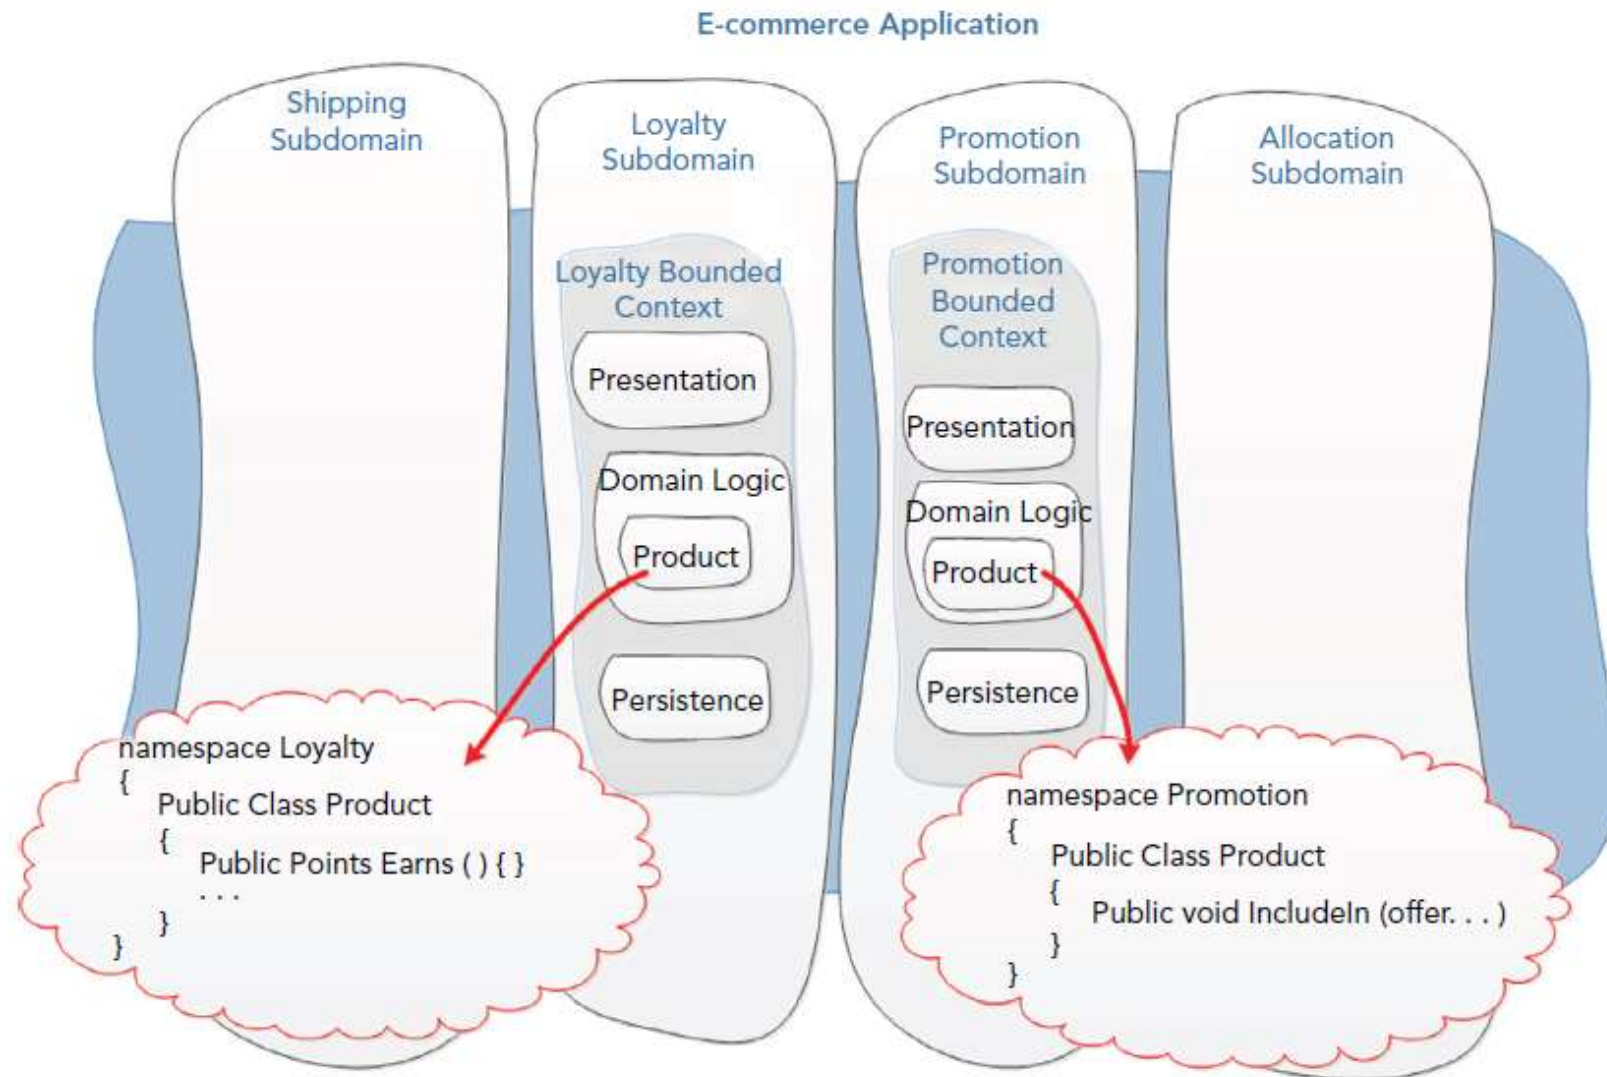 E-commerce Application
Shipping
Subdomain
Loyalty
Subdomain
Promotion
Subdomain
Allocation
Subdomain
Loyalty Bounded
Context
Presentation
Domain Logic
Product
Persistence
Promotion
Bounded
Context
Presentation
Domain Logic
Product
Persistence
namespace Loyalty
{
Public Class Product
{
Public Points Earns ( ) { }
. . .
}
}
namespace Promotion
{
Public Class Product
{
Public void IncludeIn (offer. . . )
}
}